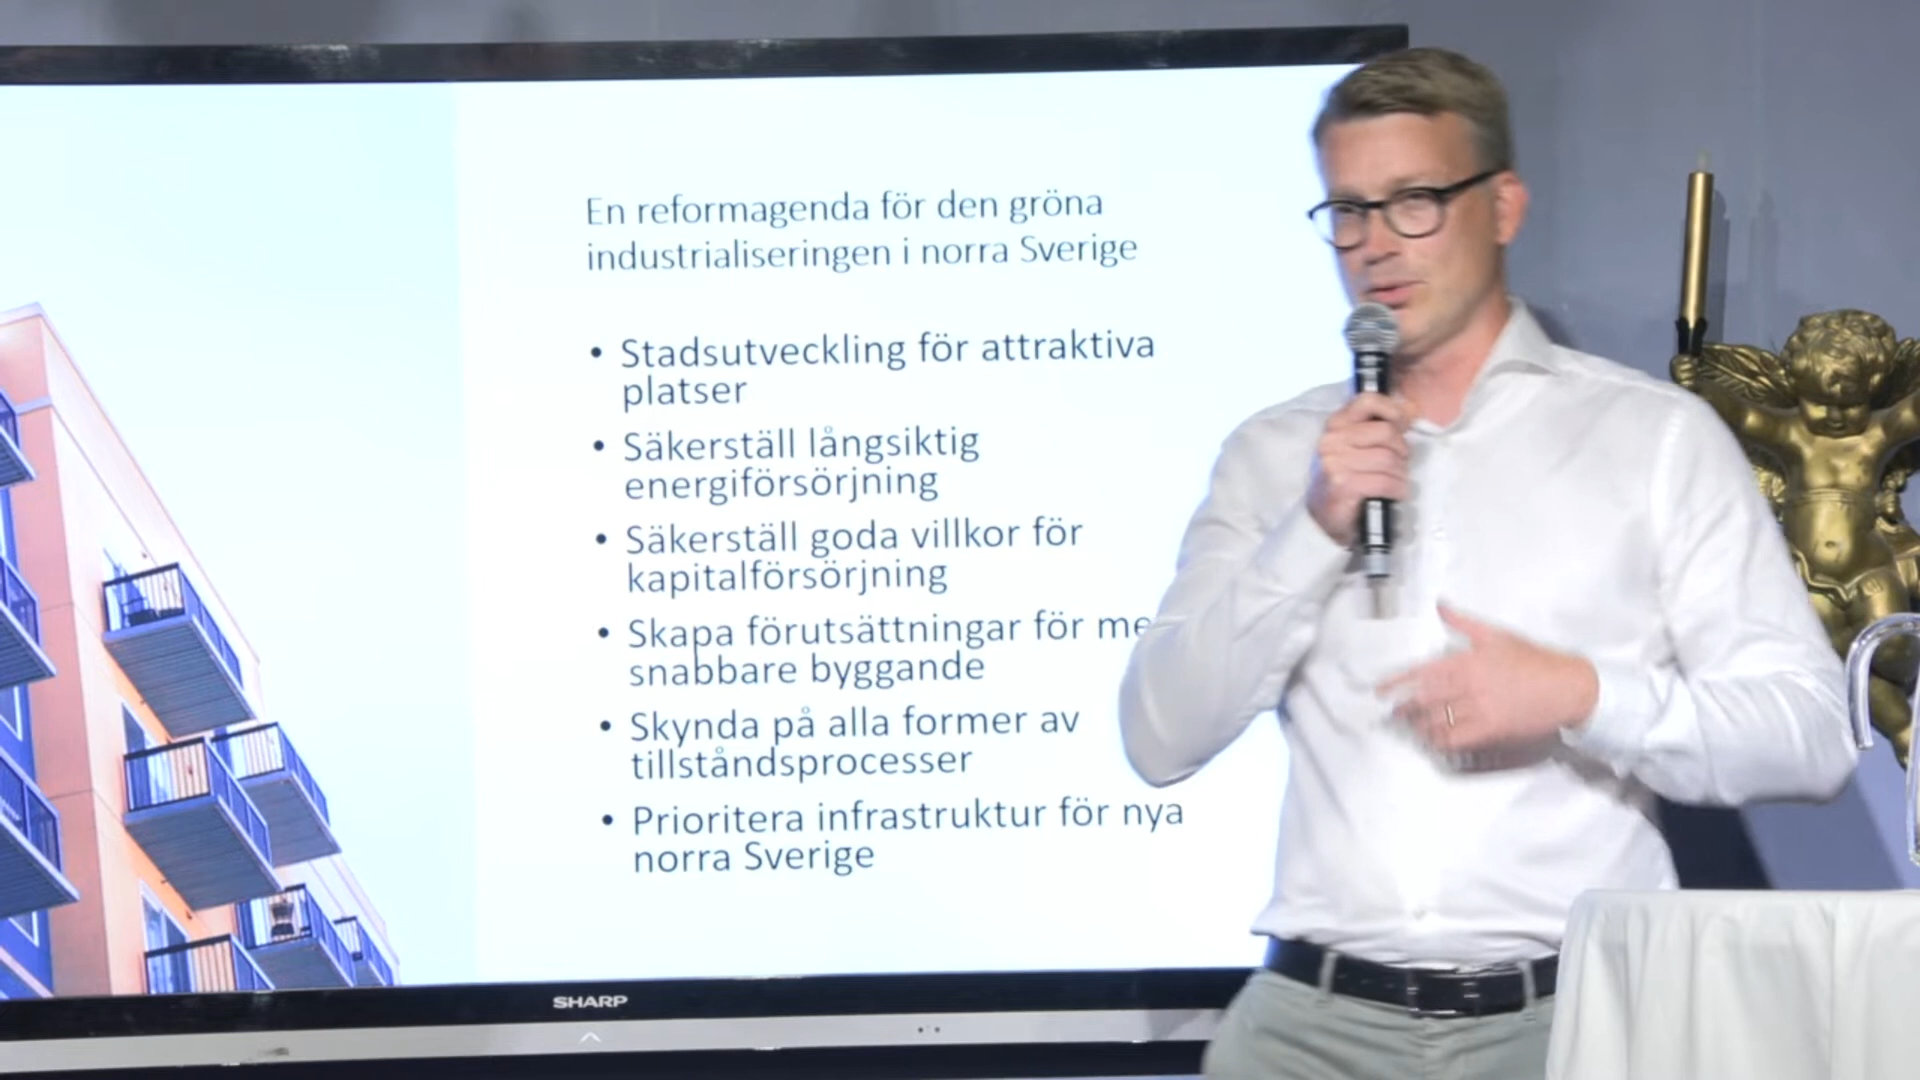 En reformagenda för den gröna
industrialiseringen i norra Sverige
• Stadsutveckling för attraktiva
platser
• Säkerställ långsiktig
energiförsörjning
• Säkerställ goda villkor för
kapitalförsörjning
• Skapa förutsättningar för
snabbare byggande
• Skynda på alla former av
tillståndsprocesser
• Prioritera infrastruktur för nya
norra Sverige
SHARP